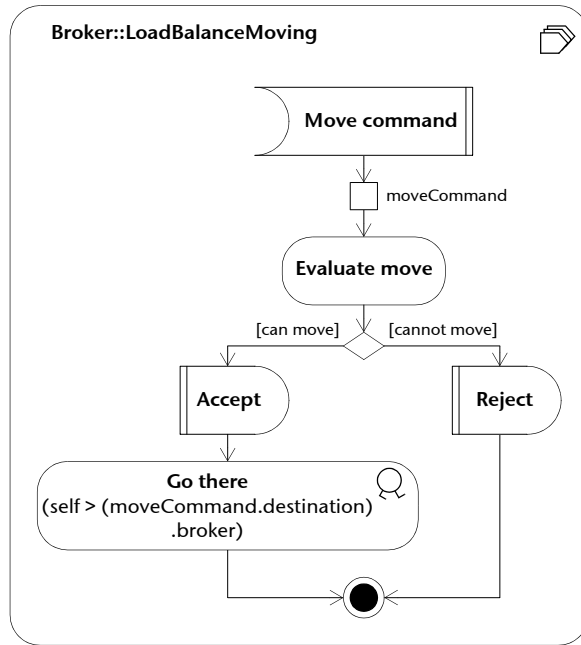 Broker::LoadBalanceMoving
Move command
moveCommand
Evaluate move
[can move]
[cannot move]
Accept
Reject
Go there
(self > (moveCommand.destination)
.broker)